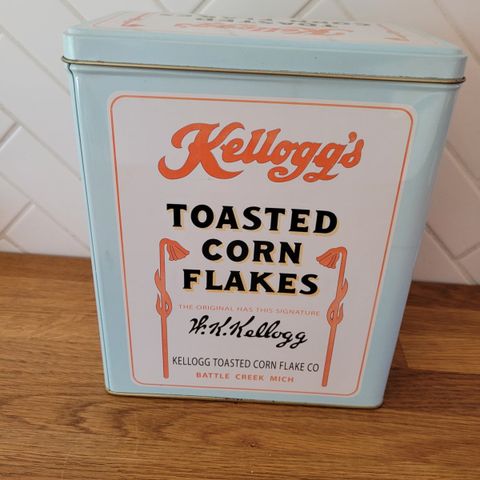 Kellogg's
TOASTED
CORN
FLAKES
THE ORIGINAL HAS THIS SIGNATURE
W.K.Kellogg
KELLOGG TOASTED CORN FLAKE CO
BATTLE CREEK MICH